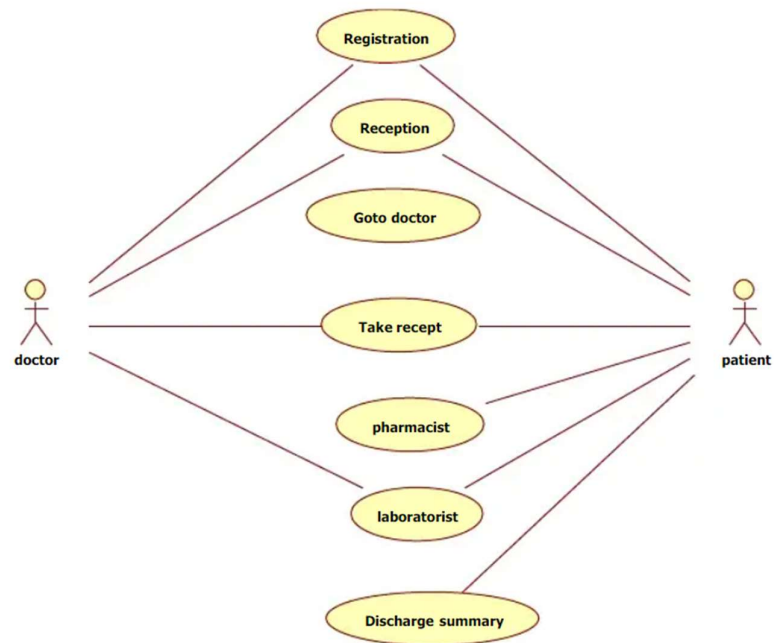 Registration
Reception
Goto doctor
Take recept
doctor
patient
pharmacist
laboratorist
Discharge summary